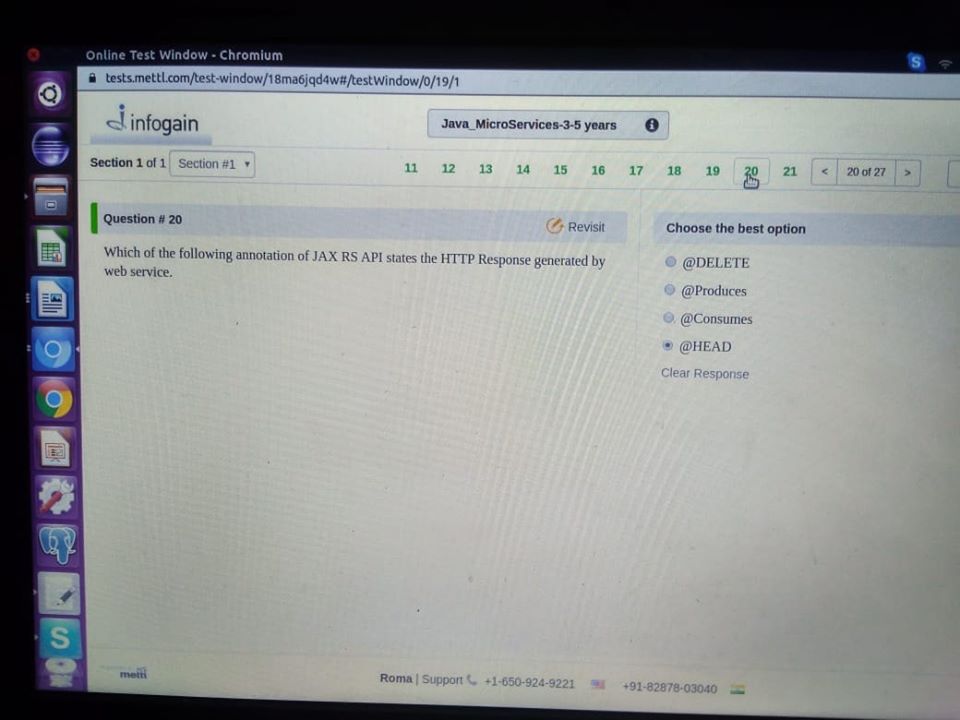 Online Test Window - Chromium
tests.mettl.com/test-window/18ma6jqd4w#/testWindow/0/19/1
infogain
Java_MicroServices-3-5 years
Section 1 of 1 Section #1
11 12 13 14 15 16 17 18 19 20 21 < 20 of 27 >
Question # 20
Revisit
Which of the following annotation of JAX RS API states the HTTP Response generated by
web service.
Choose the best option
@DELETE
@Produces
@Consumes
@HEAD
Clear Response
mettl
Roma | Support +1-650-924-9221 +91-82878-03040